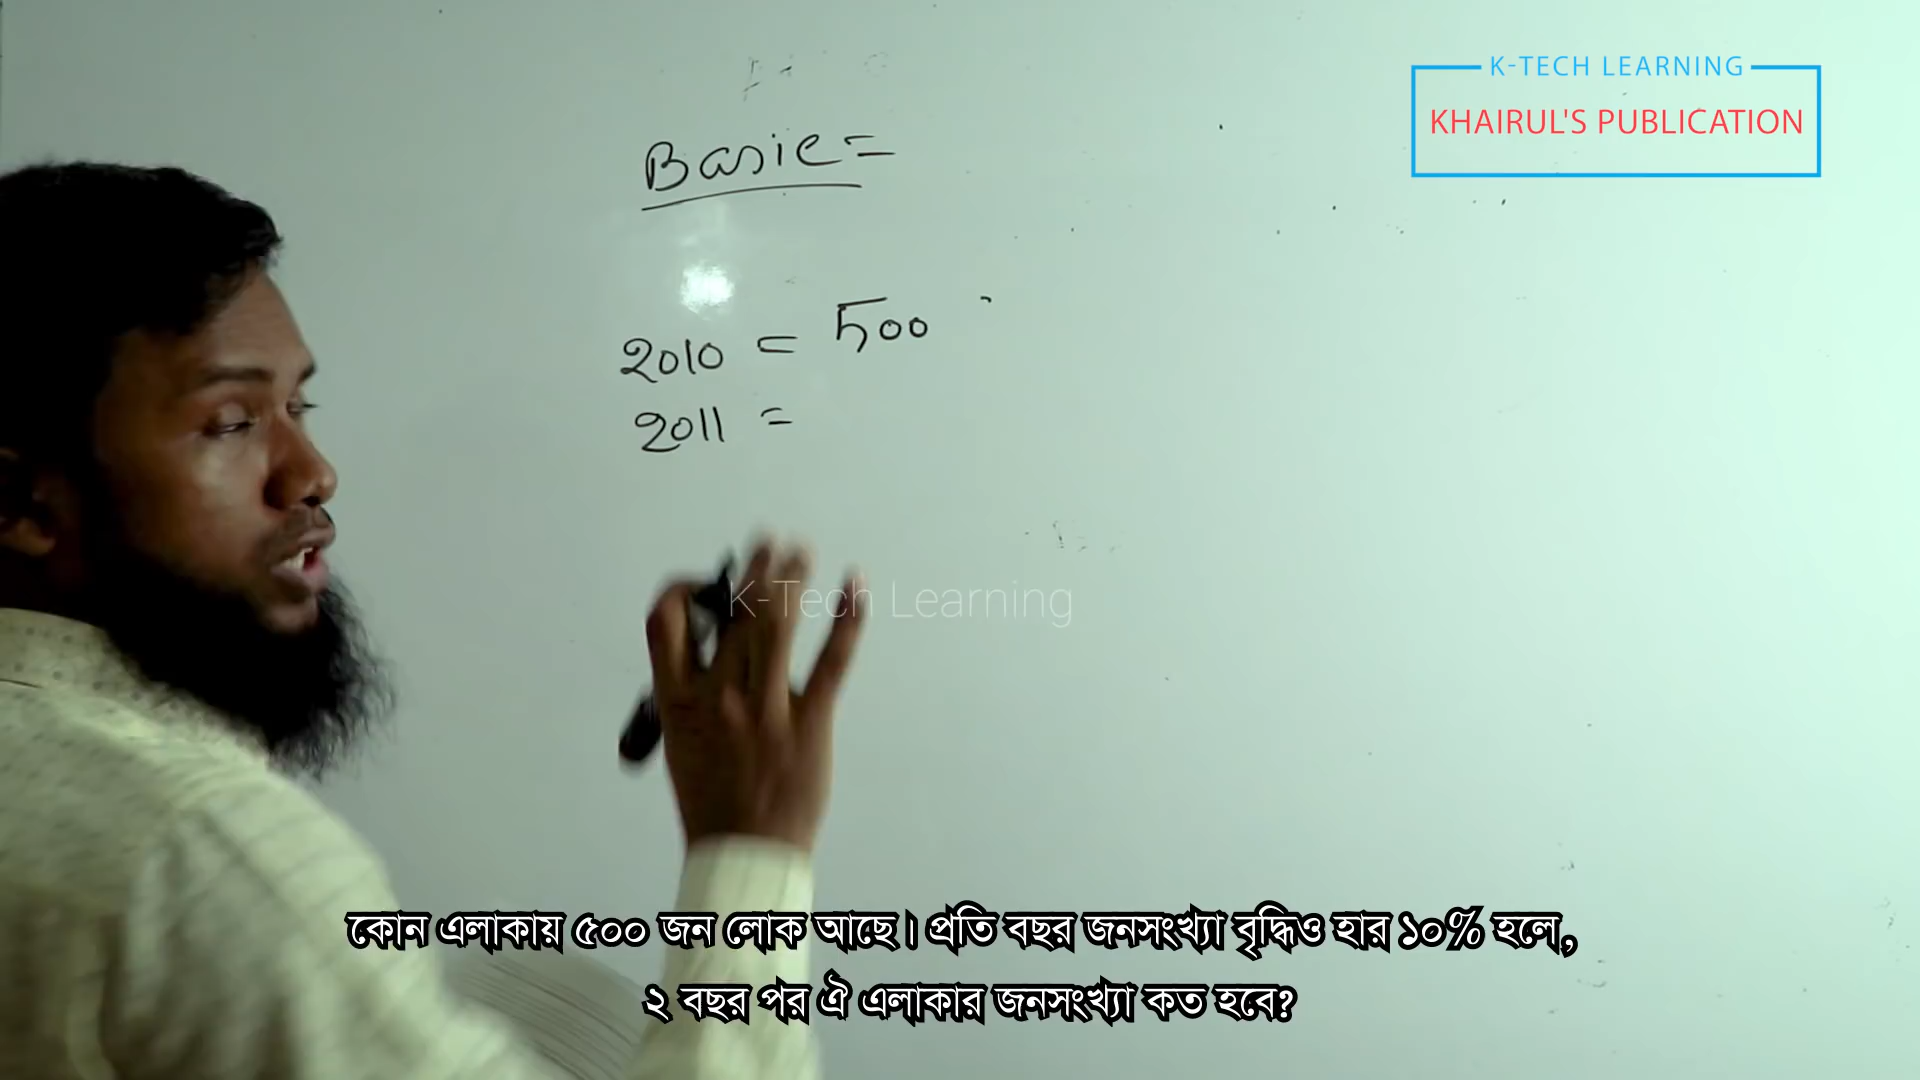 K-TECH LEARNING
KHAIRUL'S PUBLICATION
Basic =
2010 = 500
2011 =
K-Tech Learning
কোন এলাকায় ৫০০ জন লোক আছে। প্রতি বছর জনসংখ্যা বৃদ্ধিও হার ১০% হলে,
২ বছর পর ঐ এলাকার জনসংখ্যা কত হবে?